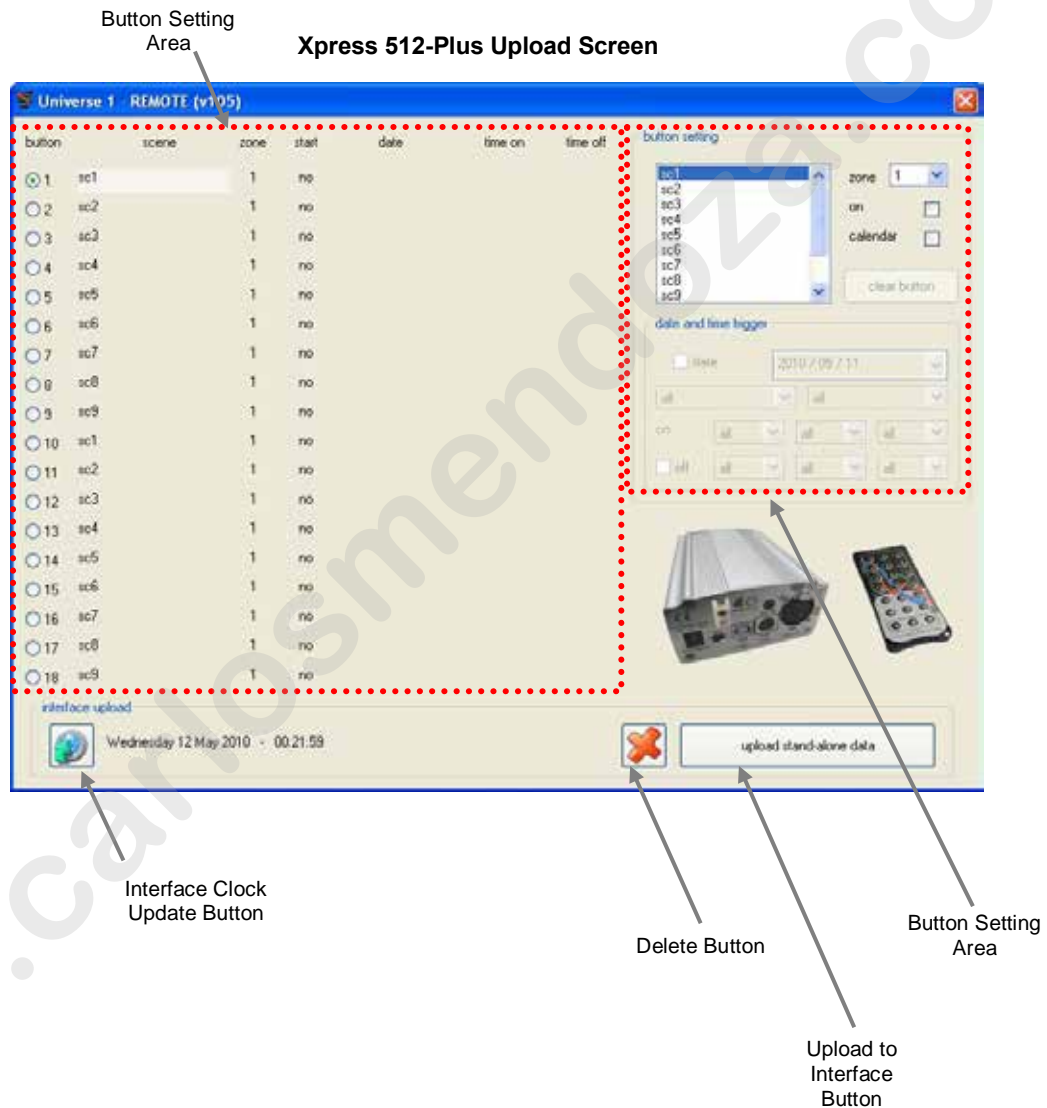 Button Setting
Area
Xpress 512-Plus Upload Screen
Universe 1 REMOTE (v105)
button scene zone start date time on time off
1 sc1 1 no
2 sc2 1 no
3 sc3 1 no
4 sc4 1 no
5 sc5 1 no
6 sc6 1 no
7 sc7 1 no
8 sc8 1 no
9 sc9 1 no
10 sc1 1 no
11 sc2 1 no
12 sc3 1 no
13 sc4 1 no
14 sc5 1 no
15 sc6 1 no
16 sc7 1 no
17 sc8 1 no
18 sc9 1 no
button setting
sc1
sc2
sc3
sc4
sc5
sc6
sc7
sc8
sc9
zone 1
on
calendar
clear button
date and time trigger
date
all all
on all all all
off all all all
interface upload
Wednesday 12 May 2010 - 00.21.59
upload stand-alone data
Interface Clock
Update Button
Delete Button
Button Setting
Area
Upload to
Interface
Button
.carlosmendoza.co